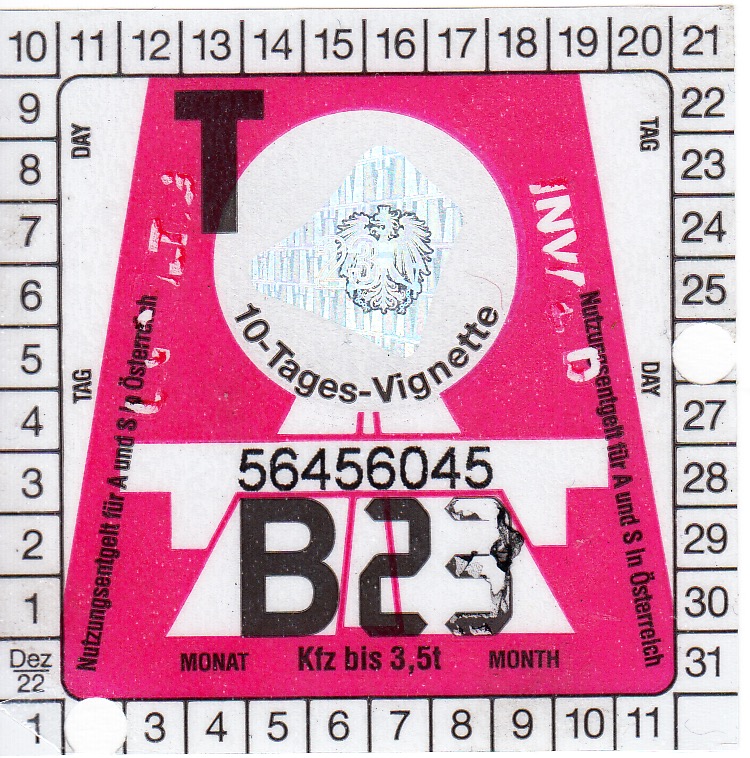 10 11 12 13 14 15 16 17 18 19 20 21
9 22
8 23
7 24
6 25
5
4 27
3 28
2 29
1 30
Dez 31
22
1 3 4 5 6 7 8 9 10 11
DAY
TAG
T
INVALID
10-Tages-Vignette
TAG
DAY
Nutzungsentgelt für A und S in Österreich
Nutzungsentgelt für A und S in Österreich
56456045
B23
MONAT Kfz bis 3,5t MONTH